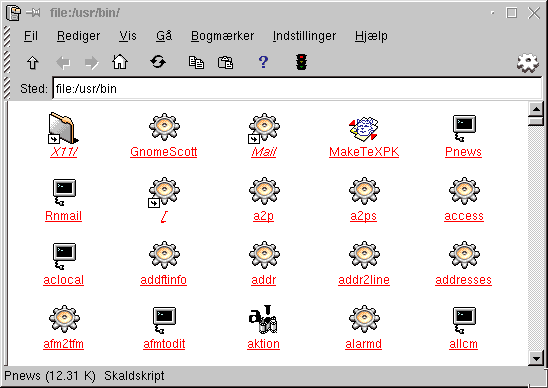 file:/usr/bin/
Fil Rediger Vis Gå Bogmærker Indstillinger Hjælp
Sted: file:/usr/bin
X11/ GnomeScott Mail MakeTeXPK Pnews
Rnmail [ a2p a2ps access
aclocal addftinfo addr addr2line addresses
afm2tfm afmtodit aktion alarmd allcm
Pnews (12.31 K) Skaldskript